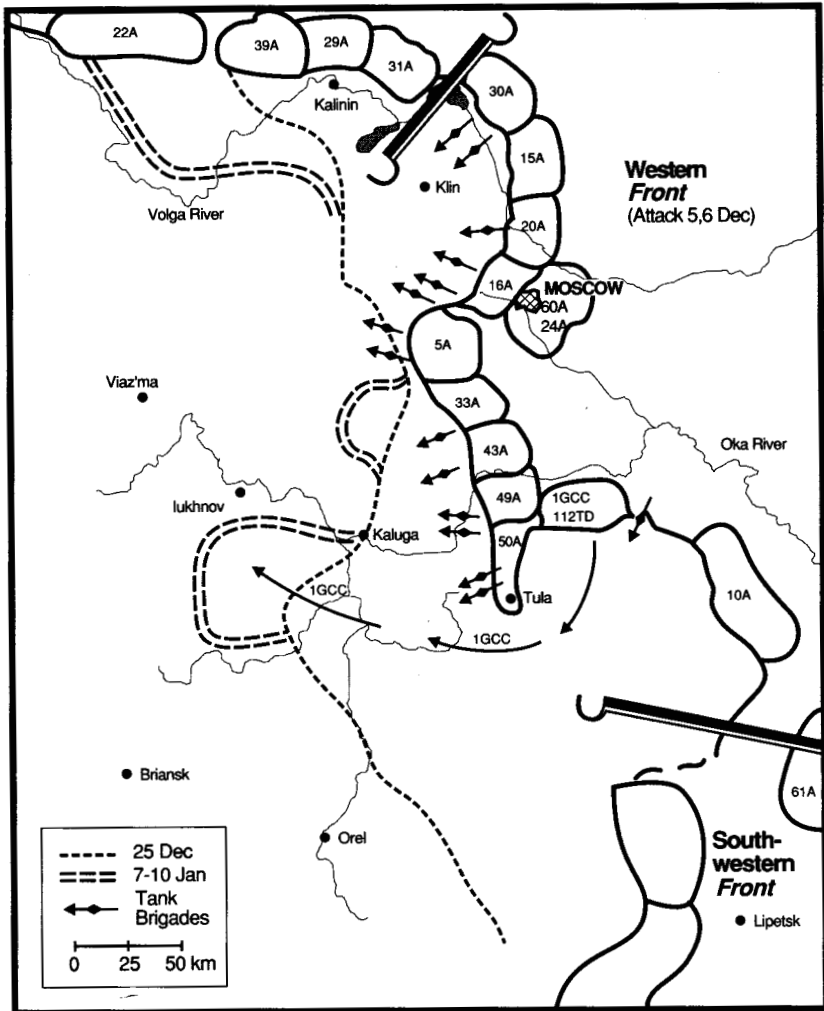 22A
39A
29A
31A
Kalinin
30A
15A
Western
Front
(Attack 5,6 Dec)
Klin
Volga River
20A
16A
MOSCOW
60A
24A
5A
Viaz'ma
33A
Oka River
43A
Iukhnov
49A
1GCC
112TD
Kaluga
50A
1GCC
Tula
10A
1GCC
61A
Briansk
Orel
South-
western
Front
Lipetsk
25 Dec
7-10 Jan
Tank
Brigades
0 25 50 km